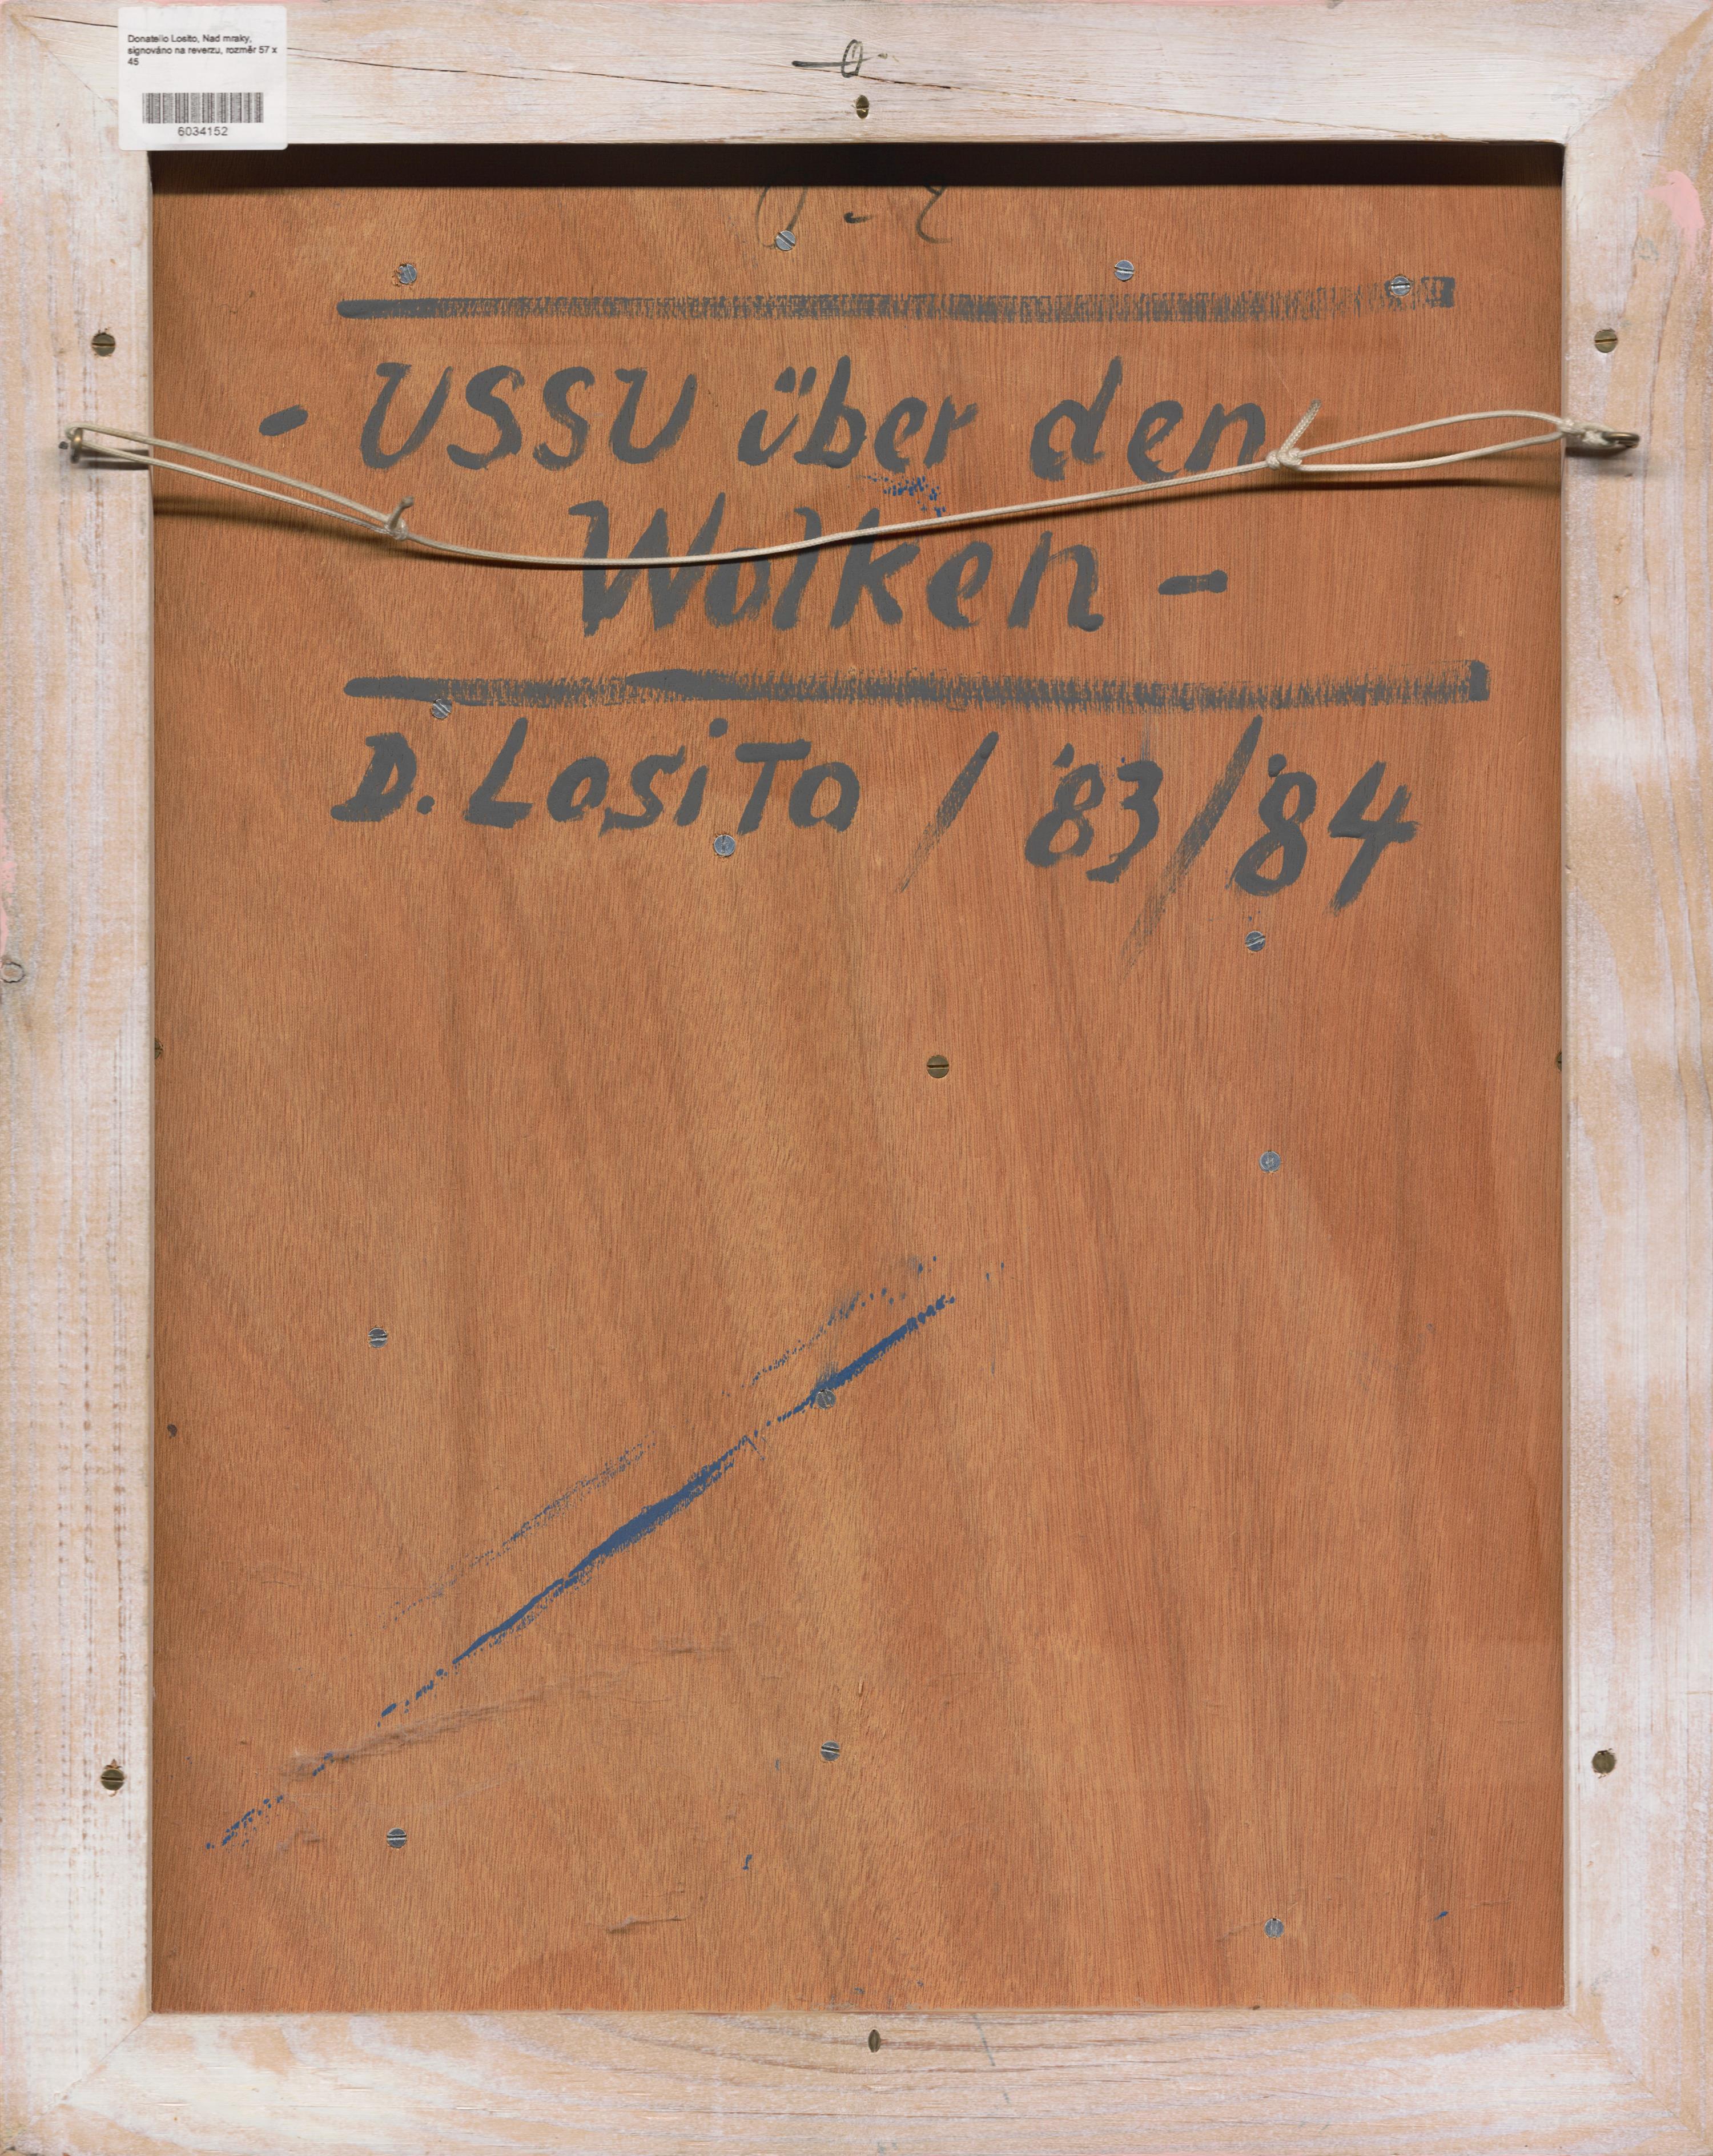 Donatello Losito, Nad mraky,
signováno na reverzu, rozměr 57 x
45
6034152
- USSU über den
Wolken -
D. LosiTo / '83/'84